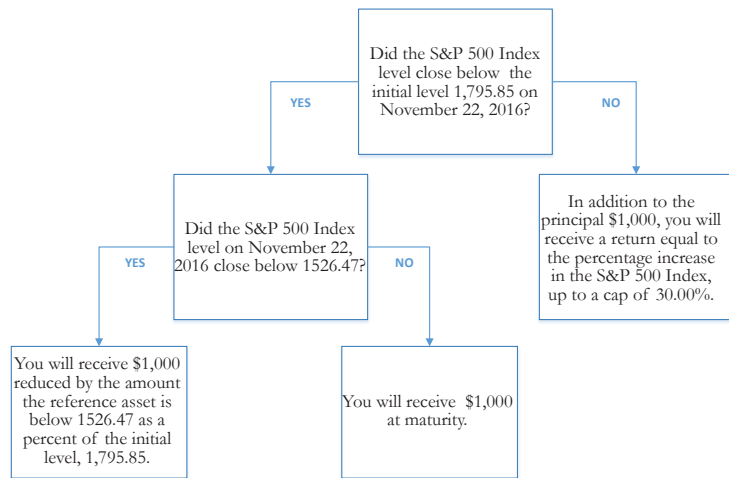 Did the S&P 500 Index
level close below the
initial level 1,795.85 on
November 22, 2016?
YES
NO
Did the S&P 500 Index
level on November 22,
2016 close below 1526.47?
In addition to the
principal $1,000, you will
receive a return equal to
the percentage increase
in the S&P 500 Index,
up to a cap of 30.00%.
YES
NO
You will receive $1,000
reduced by the amount
the reference asset is
below 1526.47 as a
percent of the initial
level, 1,795.85.
You will receive $1,000
at maturity.